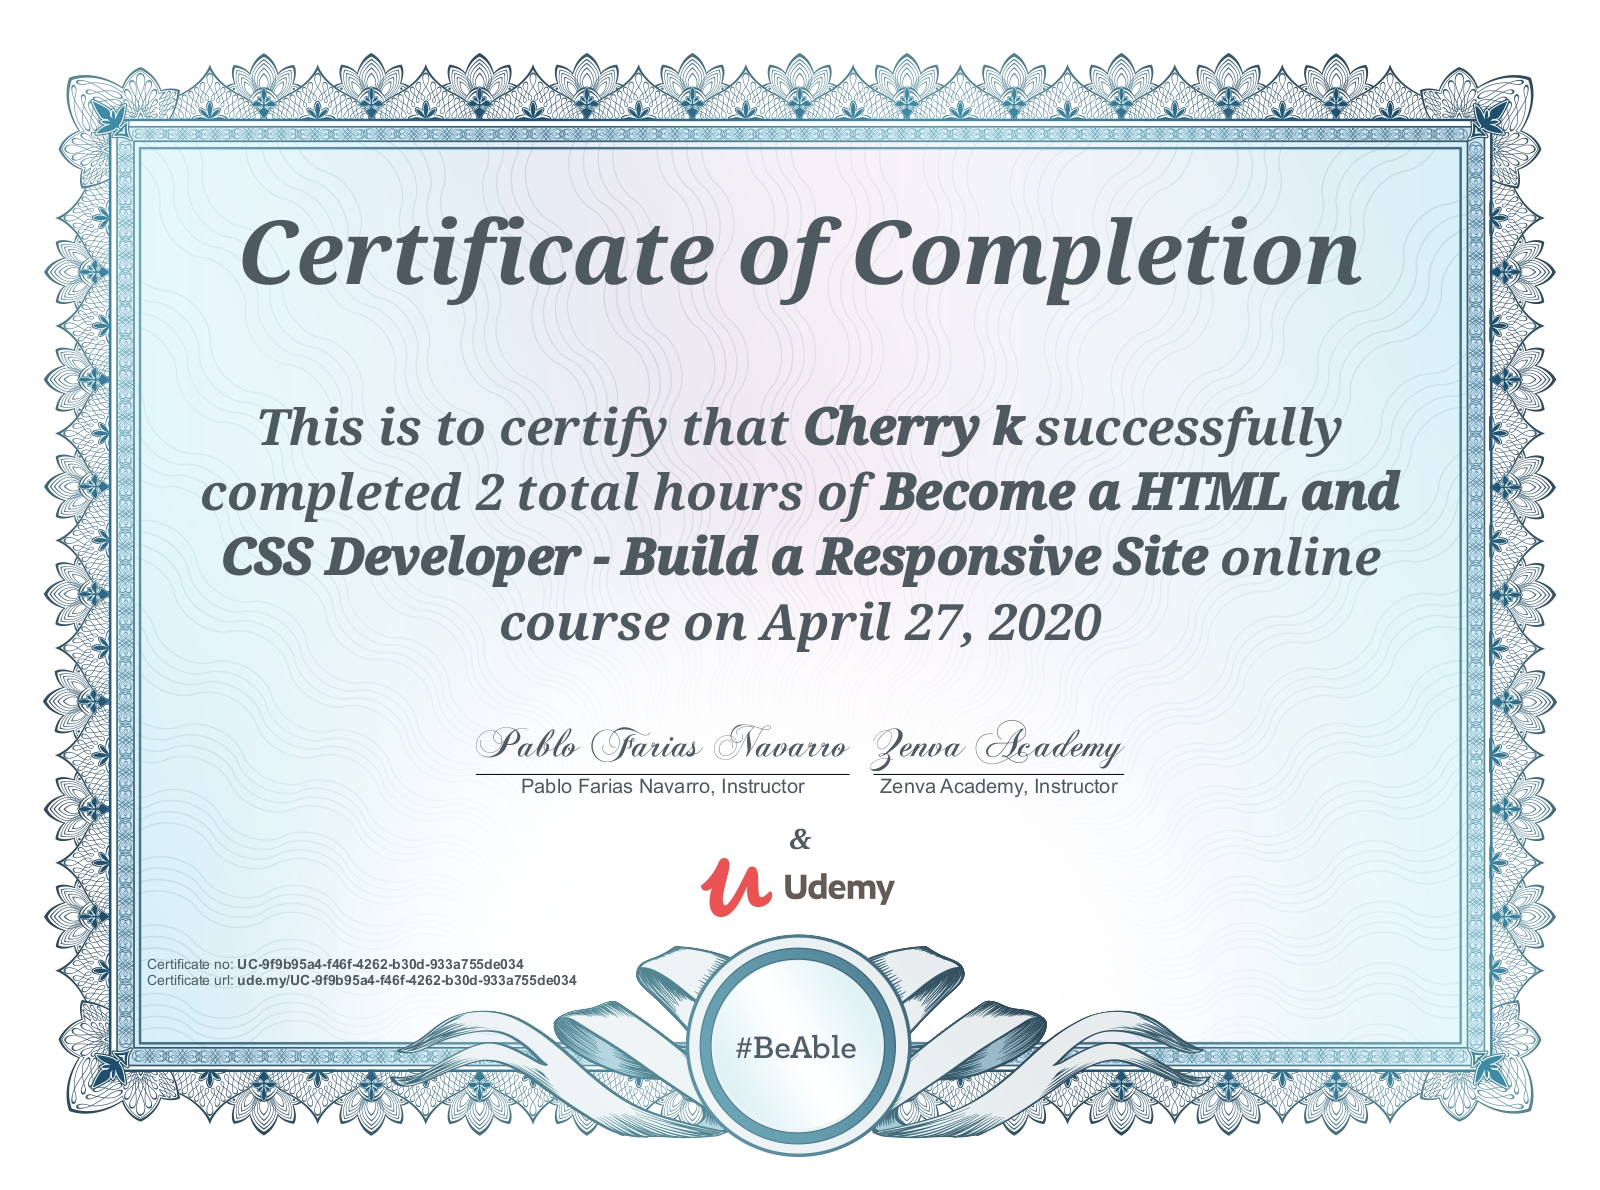 Certificate of Completion
This is to certify that Cherry k successfully
completed 2 total hours of Become a HTML and
CSS Developer - Build a Responsive Site online
course on April 27, 2020
Pablo Farias Navarro Zenva Academy
Pablo Farias Navarro, Instructor Zenva Academy, Instructor
&
Udemy
Certificate no: UC-9f9b95a4-f46f-4262-b30d-933a755de034
Certificate url: ude.my/UC-9f9b95a4-f46f-4262-b30d-933a755de034
#BeAble